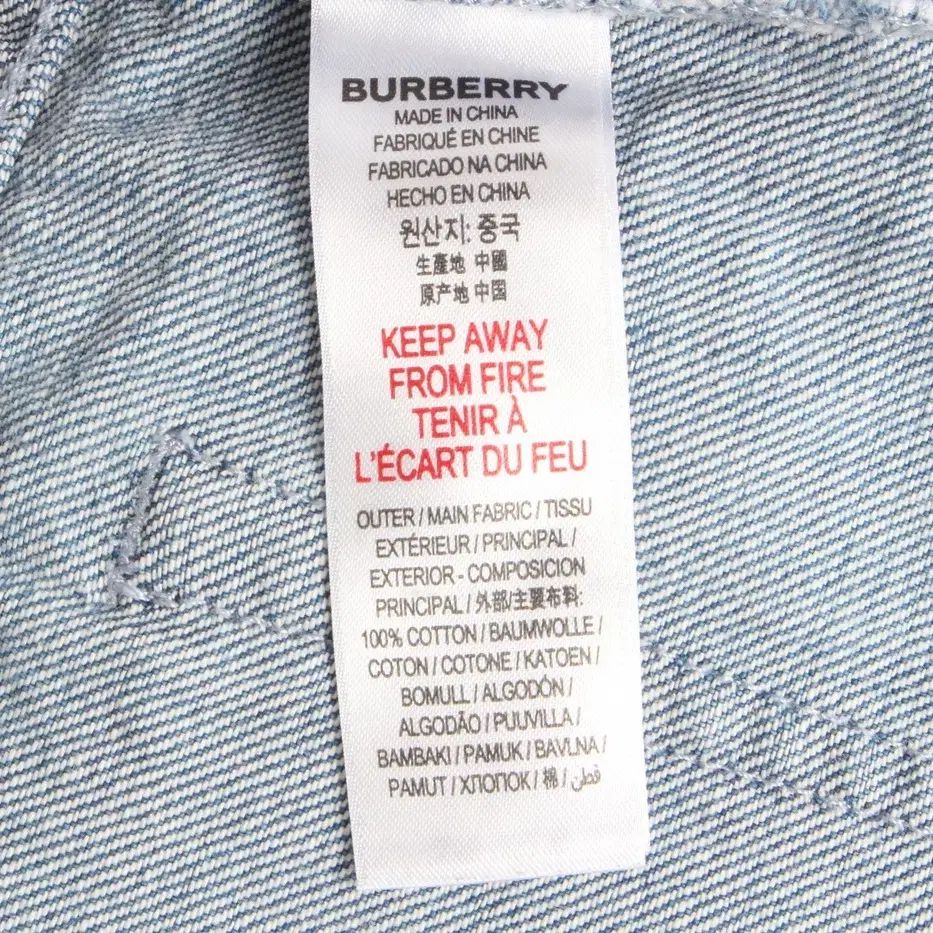 BURBERRY
MADE IN CHINA
FABRIQUÉ EN CHINE
FABRICADO NA CHINA
HECHO EN CHINA
원산지: 중국
生產地 中國
原产地 中国
KEEP AWAY
FROM FIRE
TENIR À
L'ÉCART DU FEU
OUTER / MAIN FABRIC / TISSU
EXTÉRIEUR / PRINCIPAL /
EXTERIOR - COMPOSICION
PRINCIPAL / 外部/主要布料:
100% COTTON / BAUMWOLLE /
COTON / COTONE / KATOEN /
BOMULL / ALGODÓN /
ALGODÃO / PUUVILLA /
BAMBAKI / PAMUK / BAVLNA /
PAMUT / ХЛОПОК / 棉 / قطن